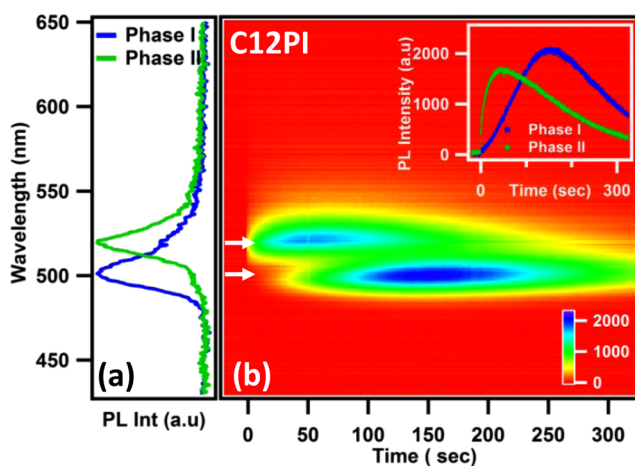 650
600
550
500
450
Wavelength (nm)
Phase I
Phase II
(a)
PL Int (a.u)
C12PI
2000
1000
0
PL Intensity (a.u)
Phase I
Phase II
0
300
Time (sec)
2000
1000
0
(b)
0 50 100 150 200 250 300
Time ( sec)